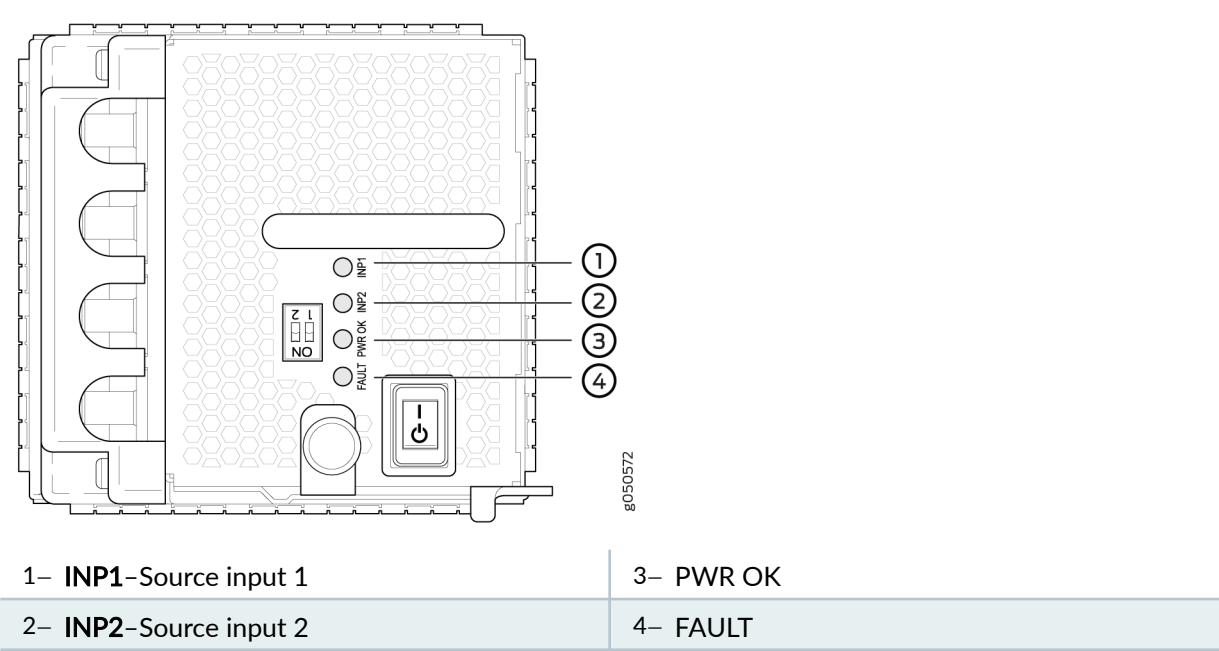 INP1
1
INP2
2
2 1
ON
PWR OK
3
FAULT
4
g050572
1– INP1–Source input 1
3– PWR OK
2– INP2–Source input 2
4– FAULT